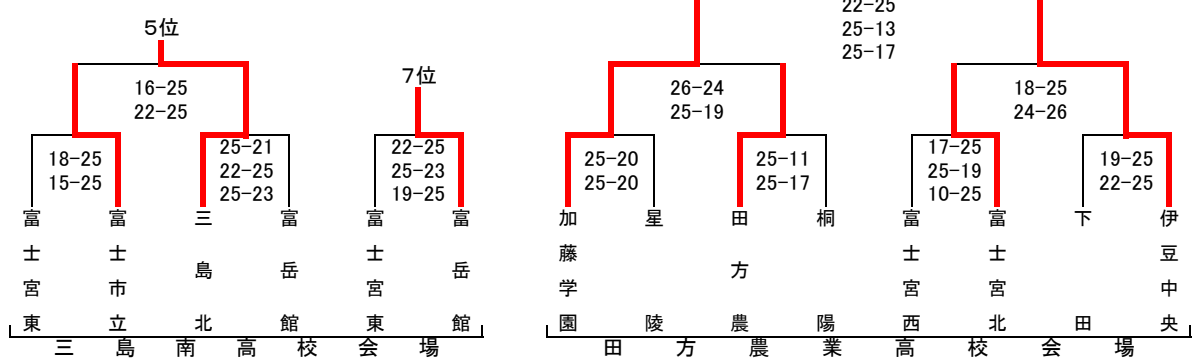 22-25
25-13
25-17
5位
7位
16-25
22-25
26-24
25-19
18-25
24-26
18-25
15-25
25-21
22-25
25-23
22-25
25-23
19-25
25-20
25-20
25-11
25-17
17-25
25-19
10-25
19-25
22-25
富士宮東
富士市立
三島北
富岳館
富士宮東
富岳館
加藤学園
星陵
田方農
桐陽
富士宮西
富士宮北
下田
伊豆中央
三島南高校会場
田方農業高校会場